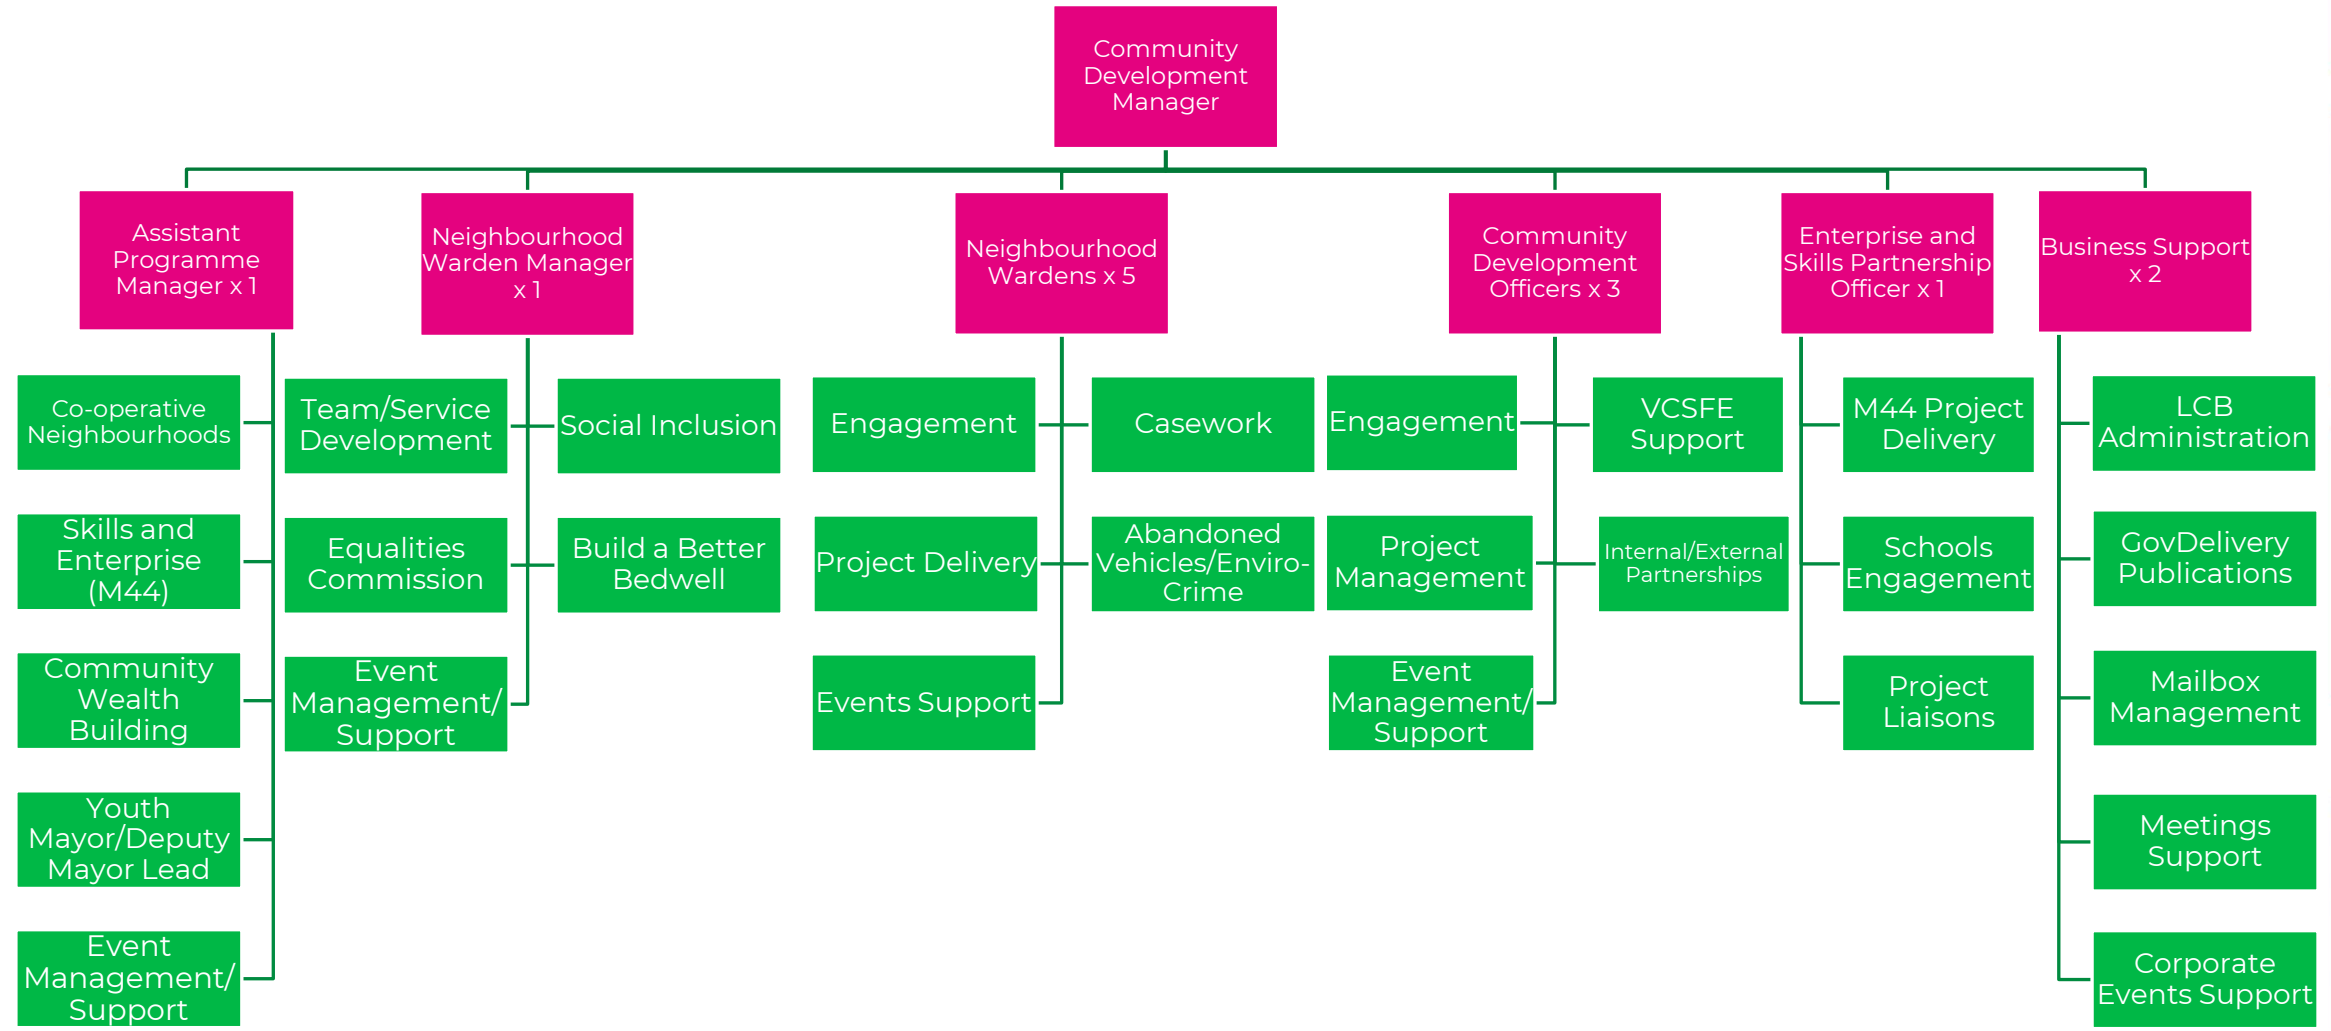 Community
Development
Manager
Assistant
Programme
Manager x 1
Neighbourhood
Warden Manager
x 1
Neighbourhood
Wardens x 5
Community
Development
Officers x 3
Enterprise and
Skills Partnership
Officer x 1
Business Support
x 2
Co-operative
Neighbourhoods
Skills and
Enterprise
(M44)
Community
Wealth
Building
Youth
Mayor/Deputy
Mayor Lead
Event
Management/
Support
Team/Service
Development
Social Inclusion
Equalities
Commission
Build a Better
Bedwell
Event
Management/
Support
Engagement
Casework
Project Delivery
Abandoned
Vehicles/Enviro-
Crime
Events Support
Engagement
VCSFE
Support
Project
Management
Internal/External
Partnerships
Event
Management/
Support
M44 Project
Delivery
Schools
Engagement
Project
Liaisons
LCB
Administration
GovDelivery
Publications
Mailbox
Management
Meetings
Support
Corporate
Events Support